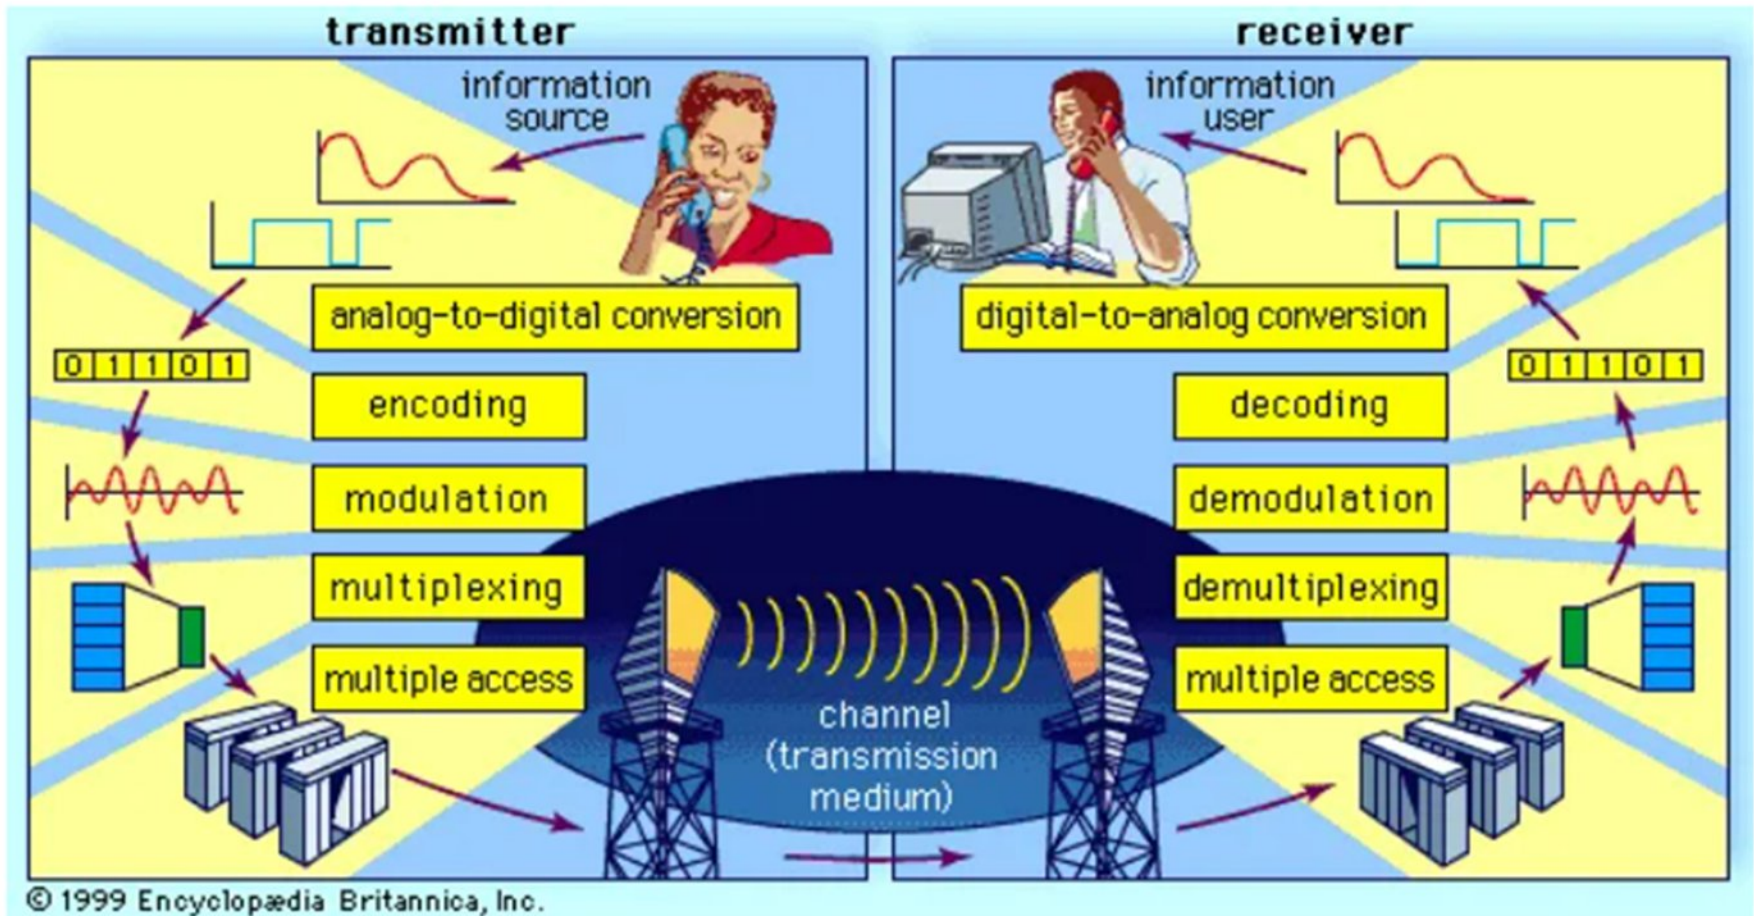 transmitter
receiver
information
source
information
user
analog-to-digital conversion
digital-to-analog conversion
0 1 1 0 1
0 1 1 0 1
encoding
decoding
modulation
demodulation
multiplexing
demultiplexing
multiple access
multiple access
channel
(transmission
medium)
© 1999 Encyclopædia Britannica, Inc.